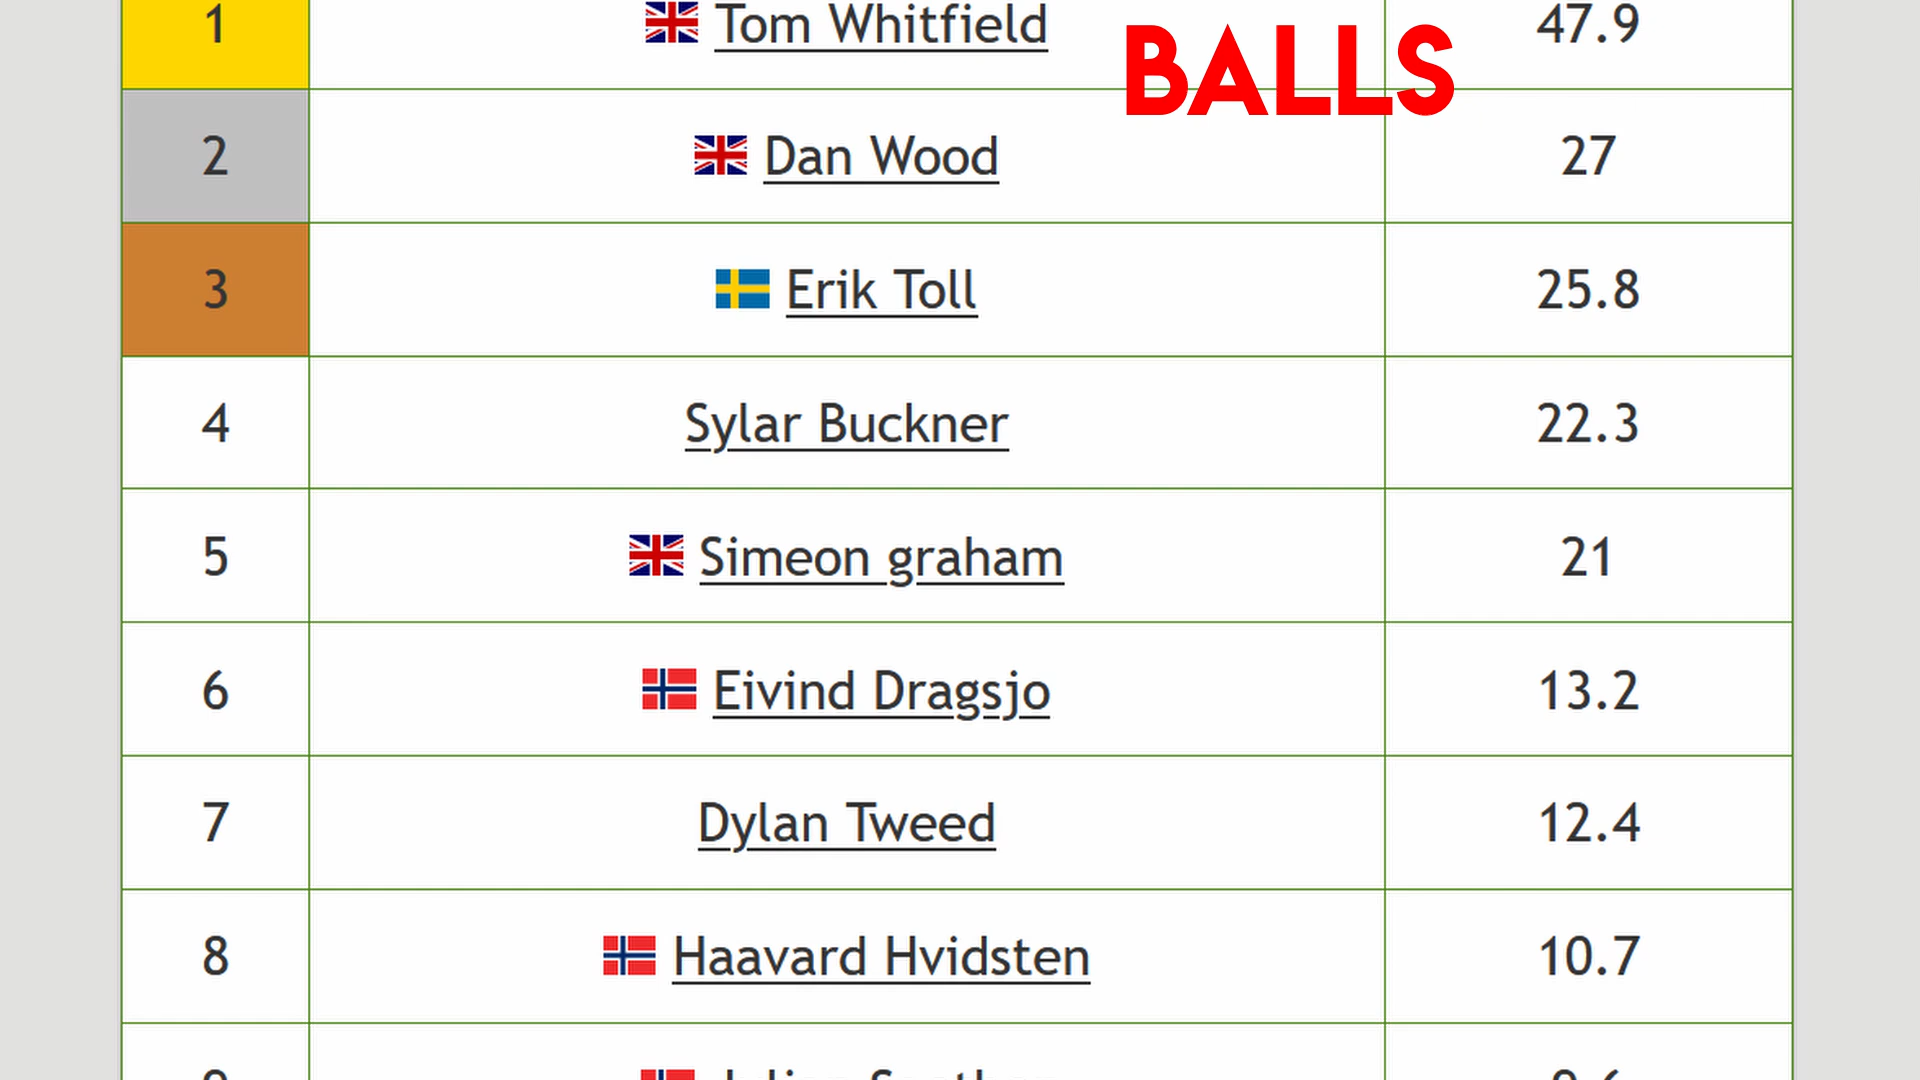 1 Tom Whitfield 47.9
BALLS
2 Dan Wood 27
3 Erik Toll 25.8
4 Sylar Buckner 22.3
5 Simeon graham 21
6 Eivind Dragsjo 13.2
7 Dylan Tweed 12.4
8 Haavard Hvidsten 10.7